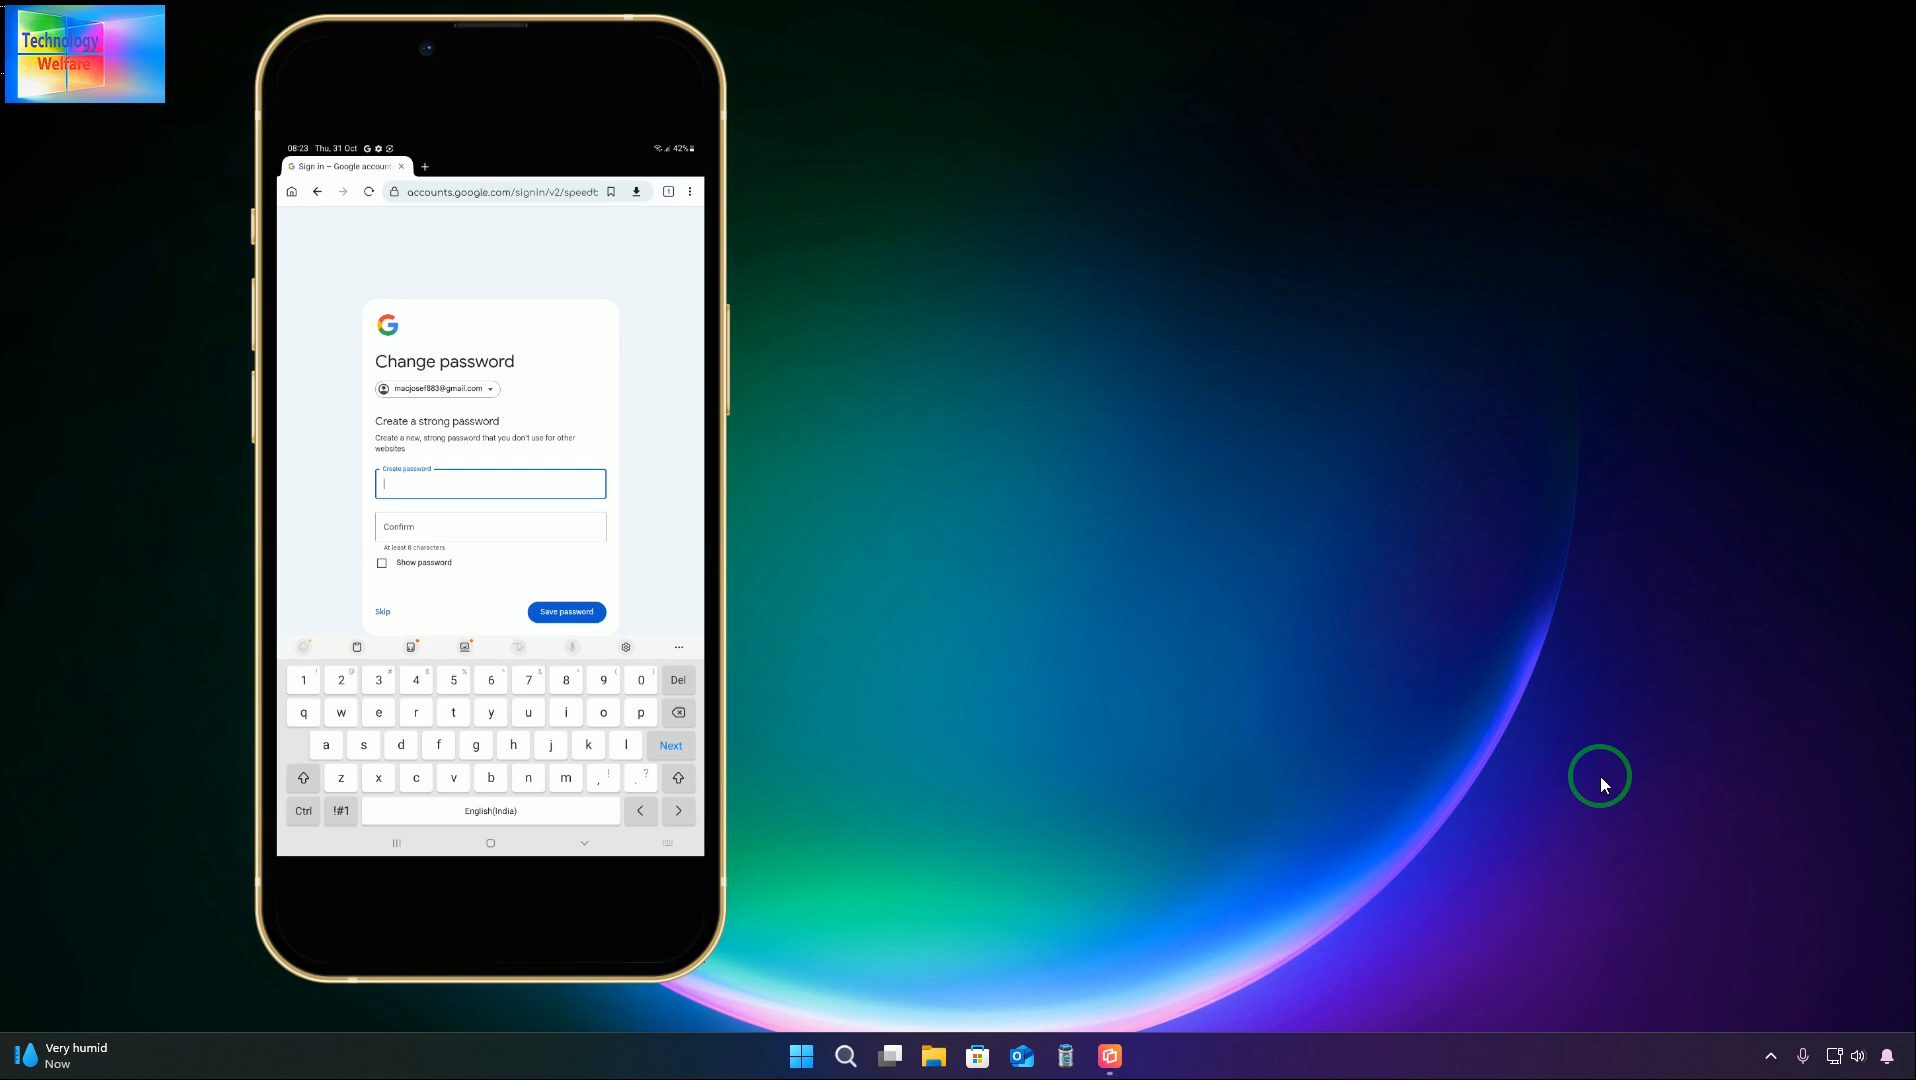 Technology
Welfare
08:23 Thu, 31 Oct
42%
Sign in – Google account
accounts.google.com/signin/v2/speedb
1
Change password
macjosef883@gmail.com
Create a strong password
Create a new, strong password that you don't use for other
websites
Create password
Confirm
At least 8 characters
Show password
Skip
Save password
1 2 3 4 5 6 7 8 9 0 Del
q w e r t y u i o p
a s d f g h j k l Next
z x c v b n m , ! . ?
Ctrl !#1 English(India) < >
Very humid
Now